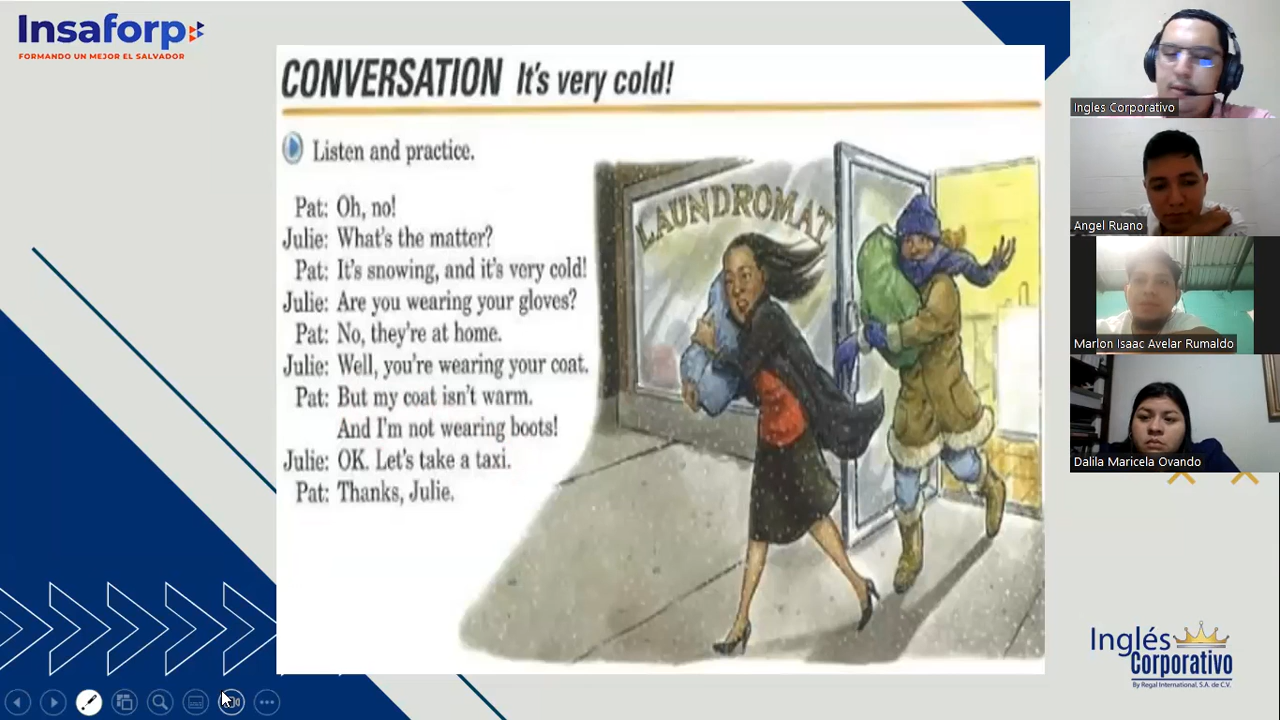 Insaforp
FORMANDO UN MEJOR EL SALVADOR
CONVERSATION It's very cold!
Listen and practice.
Pat: Oh, no!
Julie: What's the matter?
Pat: It's snowing, and it's very cold!
Julie: Are you wearing your gloves?
Pat: No, they're at home.
Julie: Well, you're wearing your coat.
Pat: But my coat isn't warm.
And I'm not wearing boots!
Julie: OK. Let's take a taxi.
Pat: Thanks, Julie.
LAUNDROMAT
Ingles Corporativo
Angel Ruano
Marlon Isaac Avelar Rumaldo
Dalila Maricela Ovando
Inglés
Corporativo
By Regal International, S.A. de C.V.